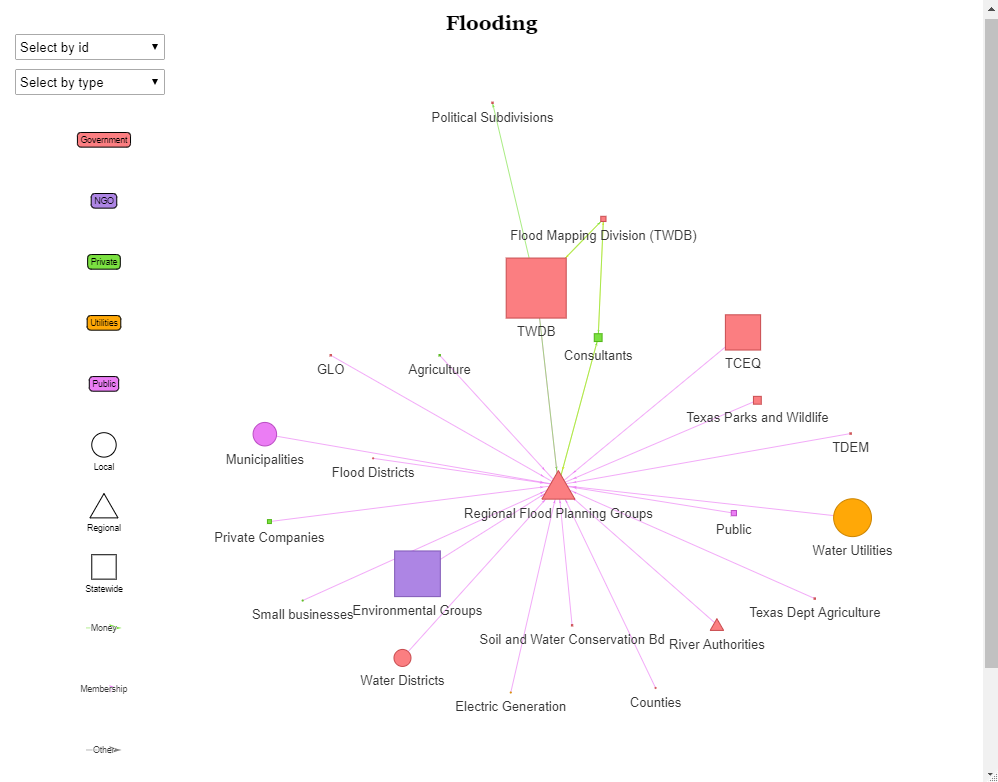 Flooding
Select by id
Select by type
Government
NGO
Private
Utilities
Public
Local
Regional
Statewide
Money
Membership
Other
Political Subdivisions
Flood Mapping Division (TWDB)
TWDB
Consultants
TCEQ
GLO
Agriculture
Texas Parks and Wildlife
TDEM
Municipalities
Flood Districts
Regional Flood Planning Groups
Public
Private Companies
Water Utilities
Small businesses
Environmental Groups
Texas Dept Agriculture
Soil and Water Conservation Bd
River Authorities
Water Districts
Electric Generation
Counties